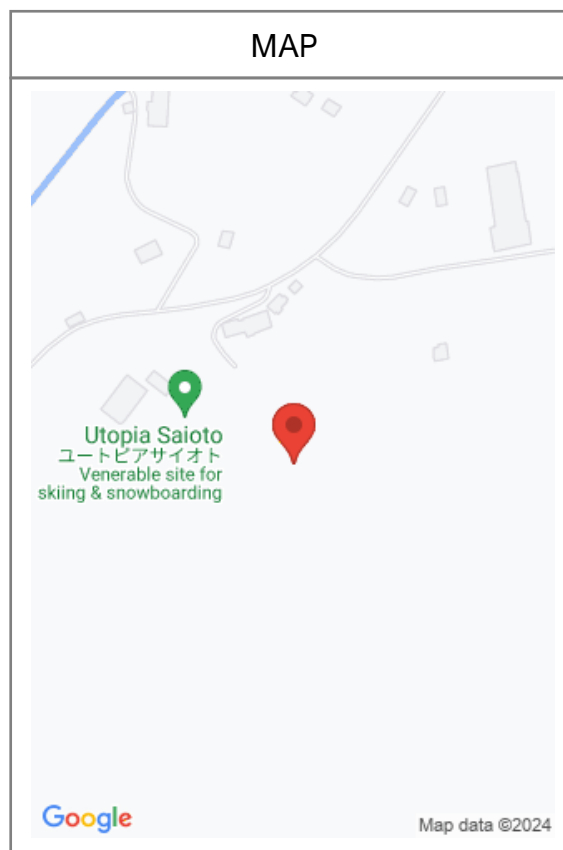 MAP
Utopia Saioto
ユートピアサイオト
Venerable site for
skiing & snowboarding
Google
Map data ©2024